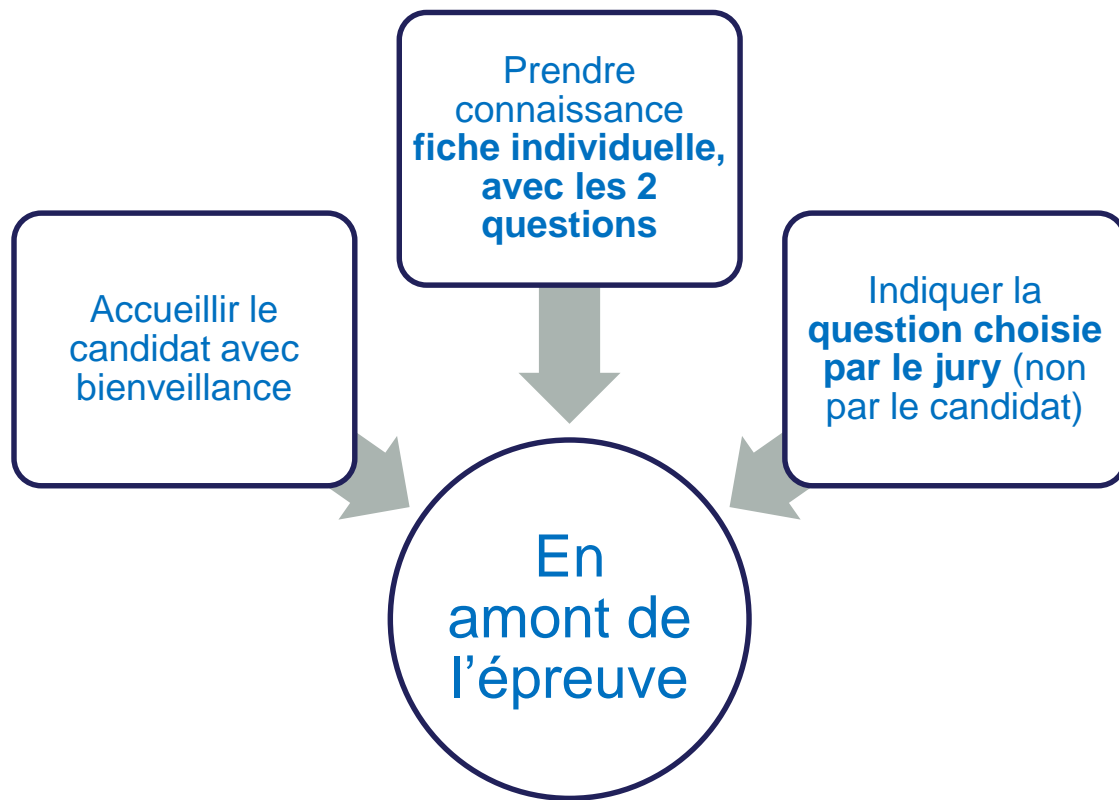 Accueillir le
candidat avec
bienveillance
Prendre
connaissance
fiche individuelle,
avec les 2
questions
Indiquer la
question choisie
par le jury (non
par le candidat)
En
amont de
l’épreuve